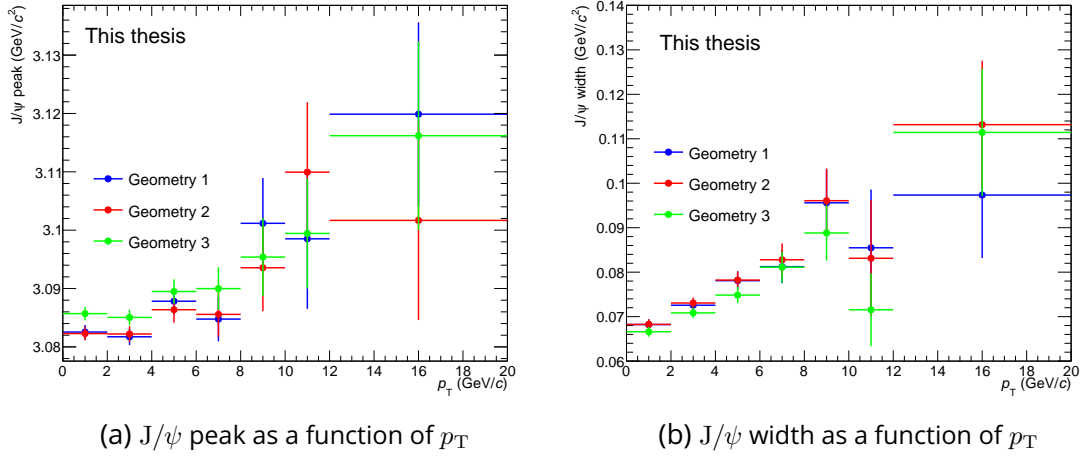 J/ψ peak (GeV/c²)
This thesis
3.13
3.12
3.11
3.1
3.09
3.08
Geometry 1
Geometry 2
Geometry 3
0 2 4 6 8 10 12 14 16 18 20
p_T (GeV/c)
(a) J/ψ peak as a function of p_T
J/ψ width (GeV/c²)
This thesis
0.14
0.13
0.12
0.11
0.1
0.09
0.08
0.07
0.06
Geometry 1
Geometry 2
Geometry 3
0 2 4 6 8 10 12 14 16 18 20
p_T (GeV/c)
(b) J/ψ width as a function of p_T